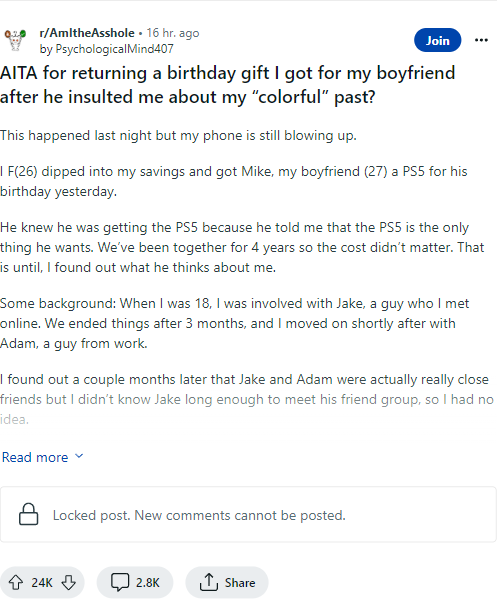 r/AmItheAsshole • 16 hr. ago
by PsychologicalMind407
Join
AITA for returning a birthday gift I got for my boyfriend
after he insulted me about my “colorful” past?
This happened last night but my phone is still blowing up.
I F(26) dipped into my savings and got Mike, my boyfriend (27) a PS5 for his
birthday yesterday.
He knew he was getting the PS5 because he told me that the PS5 is the only
thing he wants. We’ve been together for 4 years so the cost didn’t matter. That
is until, I found out what he thinks about me.
Some background: When I was 18, I was involved with Jake, a guy who I met
online. We ended things after 3 months, and I moved on shortly after with
Adam, a guy from work.
I found out a couple months later that Jake and Adam were actually really close
friends but I didn’t know Jake long enough to meet his friend group, so I had no
idea.
Read more
Locked post. New comments cannot be posted.
24K
2.8K
Share